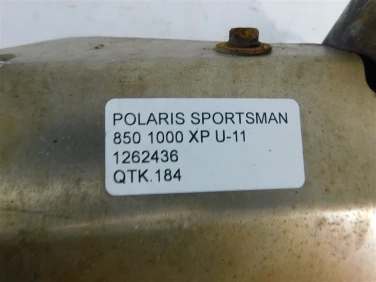 POLARIS SPORTSMAN
850 1000 XP U-11
1262436
QTK.184